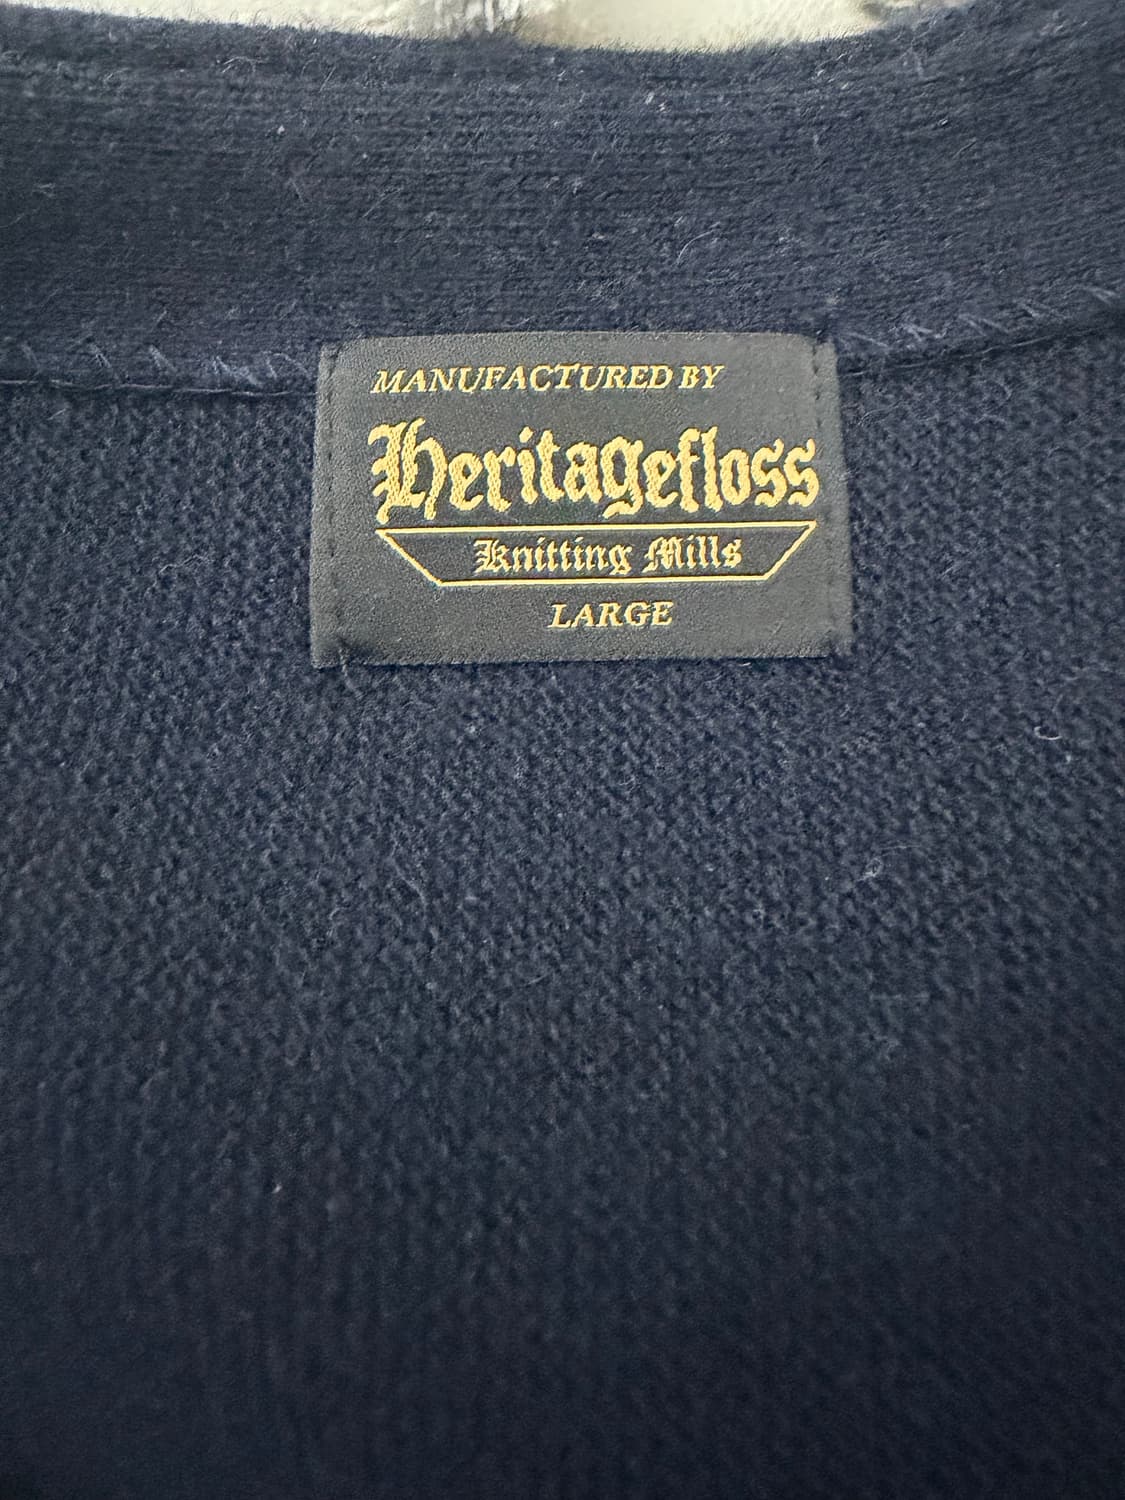 MANUFACTURED BY
Heritagefloss
Knitting Mills
LARGE